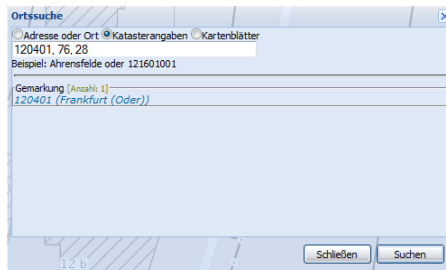 Ortssuche
Adresse oder Ort Katasterangaben Kartenblätter
120401, 76, 28
Beispiel: Ahrensfelde oder 121601001
Gemarkung [Anzahl: 1]
120401 (Frankfurt (Oder))
Schließen Suchen
12 b